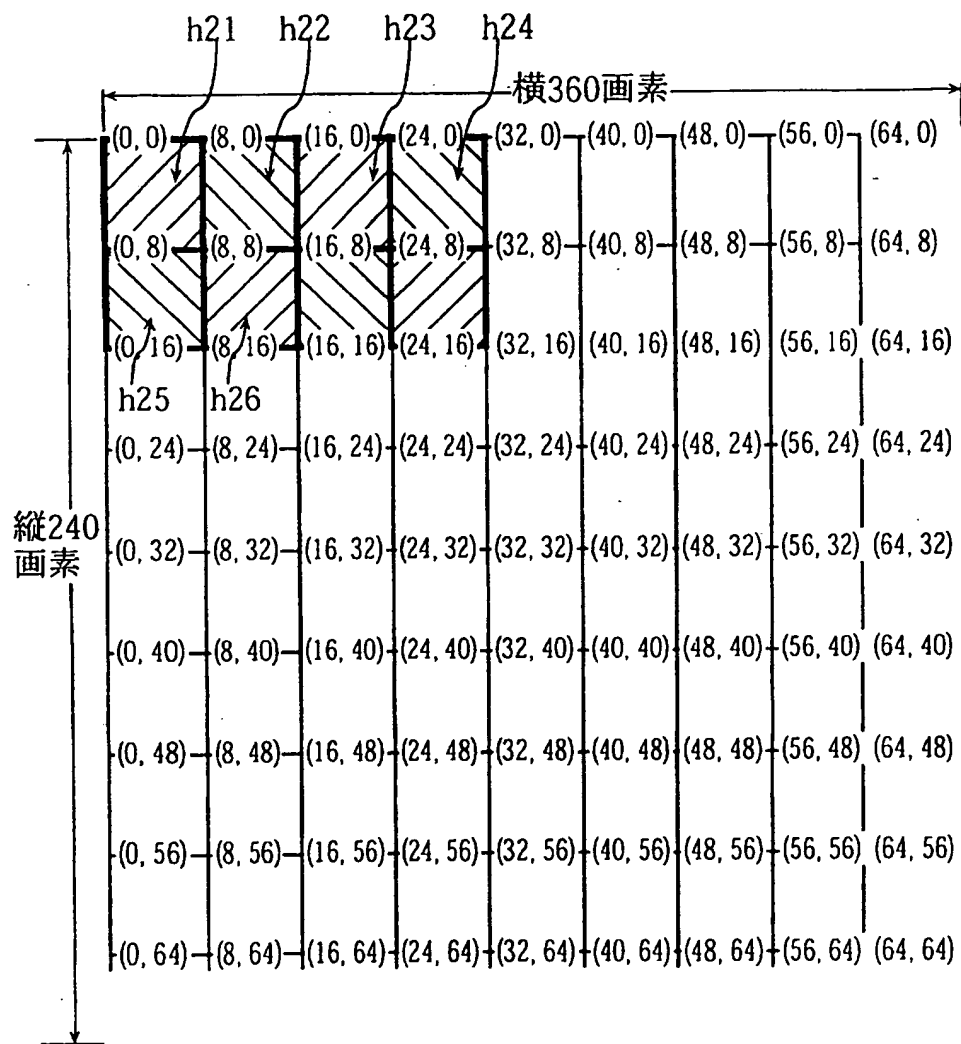 h21 h22 h23 h24
横360画素
(0, 0) (8, 0) (16, 0) (24, 0) (32, 0) (40, 0) (48, 0) (56, 0) (64, 0)
(0, 8) (8, 8) (16, 8) (24, 8) (32, 8) (40, 8) (48, 8) (56, 8) (64, 8)
(0, 16) (8, 16) (16, 16) (24, 16) (32, 16) (40, 16) (48, 16) (56, 16) (64, 16)
h25 h26
(0, 24) (8, 24) (16, 24) (24, 24) (32, 24) (40, 24) (48, 24) (56, 24) (64, 24)
縦240
画素
(0, 32) (8, 32) (16, 32) (24, 32) (32, 32) (40, 32) (48, 32) (56, 32) (64, 32)
(0, 40) (8, 40) (16, 40) (24, 40) (32, 40) (40, 40) (48, 40) (56, 40) (64, 40)
(0, 48) (8, 48) (16, 48) (24, 48) (32, 48) (40, 48) (48, 48) (56, 48) (64, 48)
(0, 56) (8, 56) (16, 56) (24, 56) (32, 56) (40, 56) (48, 56) (56, 56) (64, 56)
(0, 64) (8, 64) (16, 64) (24, 64) (32, 64) (40, 64) (48, 64) (56, 64) (64, 64)